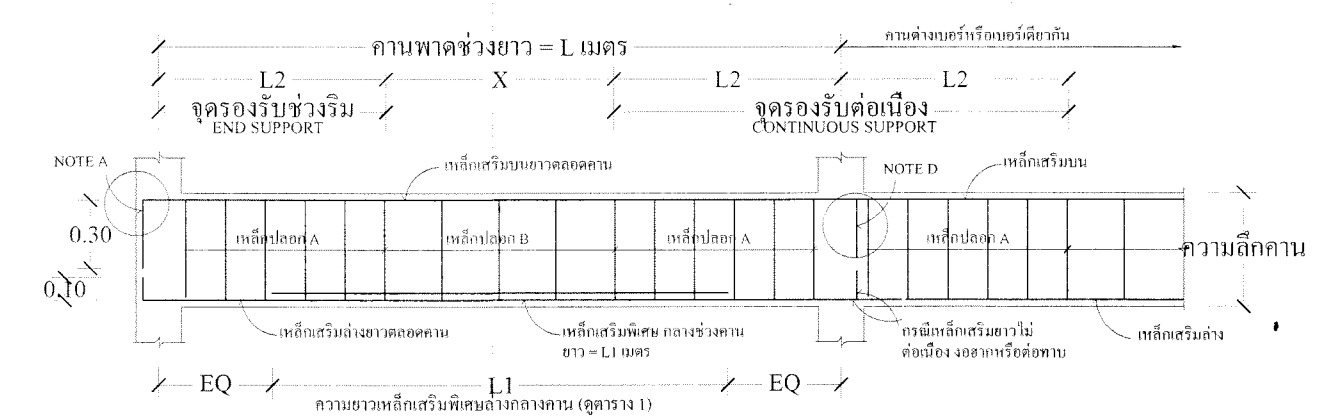 คานพาดช่วงยาว = L เมตร
คานต่างเบอร์หรือเบอร์เดียวกัน
L2
X
L2
L2
จุดรองรับช่วงริม
END SUPPORT
จุดรองรับต่อเนื่อง
CONTINUOUS SUPPORT
NOTE A
เหล็กเสริมบนยาวตลอดคาน
NOTE D
เหล็กเสริมบน
0.30
เหล็กปลอก A
เหล็กปลอก B
เหล็กปลอก A
เหล็กปลอก A
ความลึกคาน
0.10
เหล็กเสริมล่างยาวตลอดคาน
เหล็กเสริมพิเศษ กลางช่วงคาน
ยาว = L1 เมตร
กรณีเหล็กเสริมยาวไม่
ต่อเนื่อง งอฉากหรือต่อทาบ
เหล็กเสริมล่าง
EQ
L1
EQ
ความยาวเหล็กเสริมพิเศษล่างกลางคาน (ดูตาราง 1)